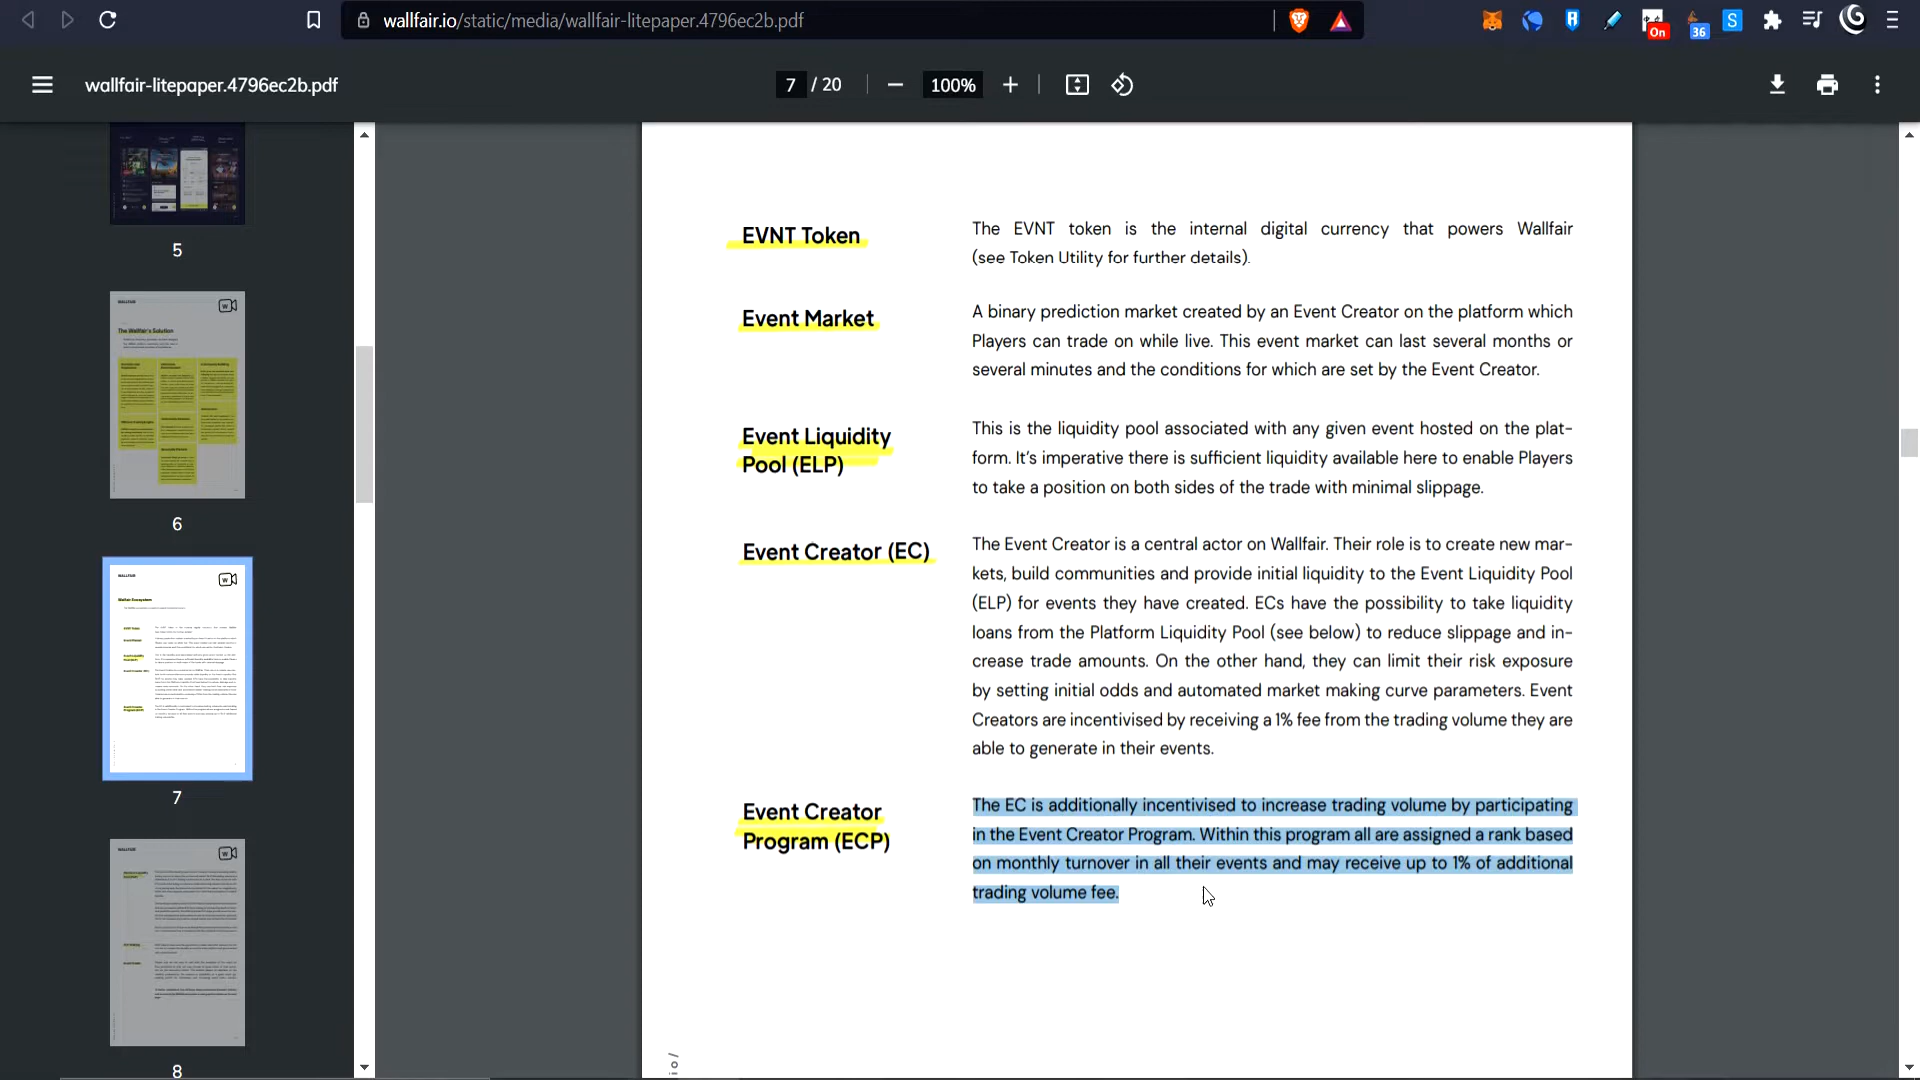 wallfair.io/static/media/wallfair-litepaper.4796ec2b.pdf
On
36
S
wallfair-litepaper.4796ec2b.pdf
7 / 20
100%
5
WALLFAIR
The Wallfair's Solution
6
WALLFAIR
Wallfair Ecosystem
7
WALLFAIR
8
EVNT Token
The EVNT token is the internal digital currency that powers Wallfair
(see Token Utility for further details).
Event Market
A binary prediction market created by an Event Creator on the platform which
Players can trade on while live. This event market can last several months or
several minutes and the conditions for which are set by the Event Creator.
Event Liquidity
Pool (ELP)
This is the liquidity pool associated with any given event hosted on the plat-
form. It's imperative there is sufficient liquidity available here to enable Players
to take a position on both sides of the trade with minimal slippage.
Event Creator (EC)
The Event Creator is a central actor on Wallfair. Their role is to create new mar-
kets, build communities and provide initial liquidity to the Event Liquidity Pool
(ELP) for events they have created. ECs have the possibility to take liquidity
loans from the Platform Liquidity Pool (see below) to reduce slippage and in-
crease trade amounts. On the other hand, they can limit their risk exposure
by setting initial odds and automated market making curve parameters. Event
Creators are incentivised by receiving a 1% fee from the trading volume they are
able to generate in their events.
Event Creator
Program (ECP)
The EC is additionally incentivised to increase trading volume by participating
in the Event Creator Program. Within this program all are assigned a rank based
on monthly turnover in all their events and may receive up to 1% of additional
trading volume fee.
io/